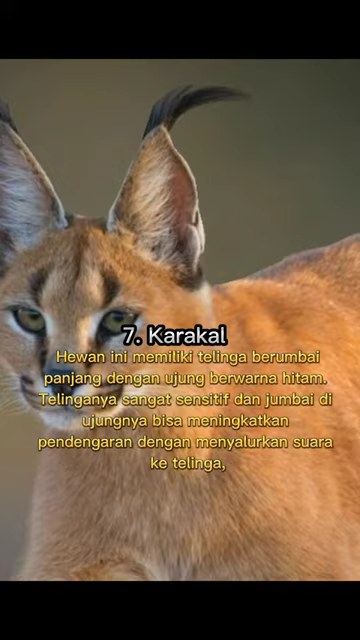 7. Karakal
Hewan ini memiliki telinga berumbai
panjang dengan ujung berwarna hitam.
Telinganya sangat sensitif dan jumbai di
ujungnya bisa meningkatkan
pendengaran dengan menyalurkan suara
ke telinga,